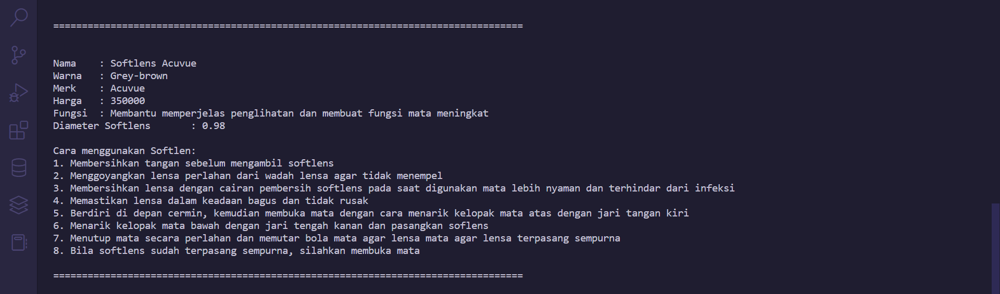 ==================================================================================
Nama    : Softlens Acuvue
Warna   : Grey-brown
Merk    : Acuvue
Harga   : 350000
Fungsi  : Membantu memperjelas penglihatan dan membuat fungsi mata meningkat
Diameter Softlens       : 0.98
Cara menggunakan Softlen:
1. Membersihkan tangan sebelum mengambil softlens
2. Menggoyangkan lensa perlahan dari wadah lensa agar tidak menempel
3. Membersihkan lensa dengan cairan pembersih softlens pada saat digunakan mata lebih nyaman dan terhindar dari infeksi
4. Memastikan lensa dalam keadaan bagus dan tidak rusak
5. Berdiri di depan cermin, kemudian membuka mata dengan cara menarik kelopak mata atas dengan jari tangan kiri
6. Menarik kelopak mata bawah dengan jari tengah kanan dan pasangkan soflens
7. Menutup mata secara perlahan dan memutar bola mata agar lensa mata agar lensa terpasang sempurna
8. Bila softlens sudah terpasang sempurna, silahkan membuka mata
==================================================================================